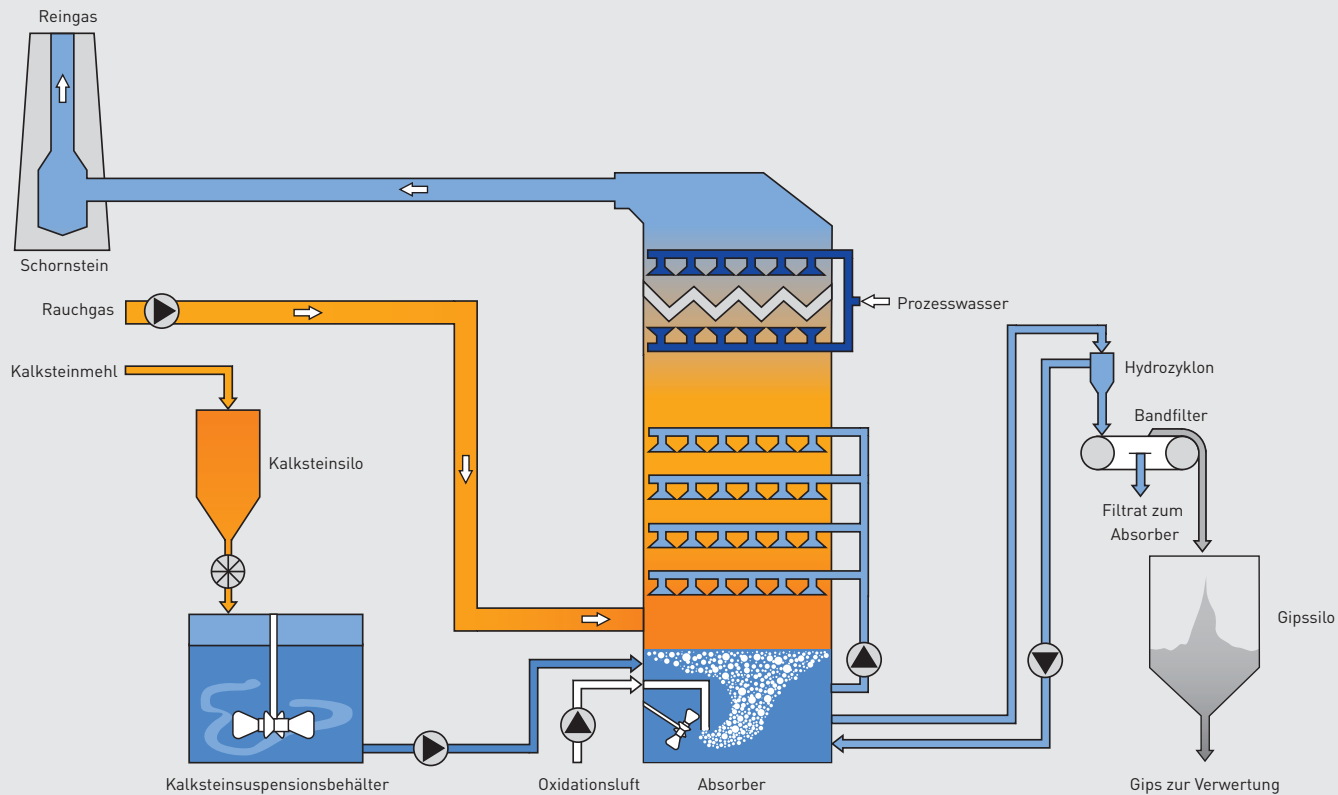 Reingas
Schornstein
Rauchgas
Prozesswasser
Kalksteinmehl
Hydrozyklon
Bandfilter
Kalksteinsilo
Filtrat zum
Absorber
Gipssilo
Kalksteinsuspensionsbehälter
Oxidationsluft
Absorber
Gips zur Verwertung